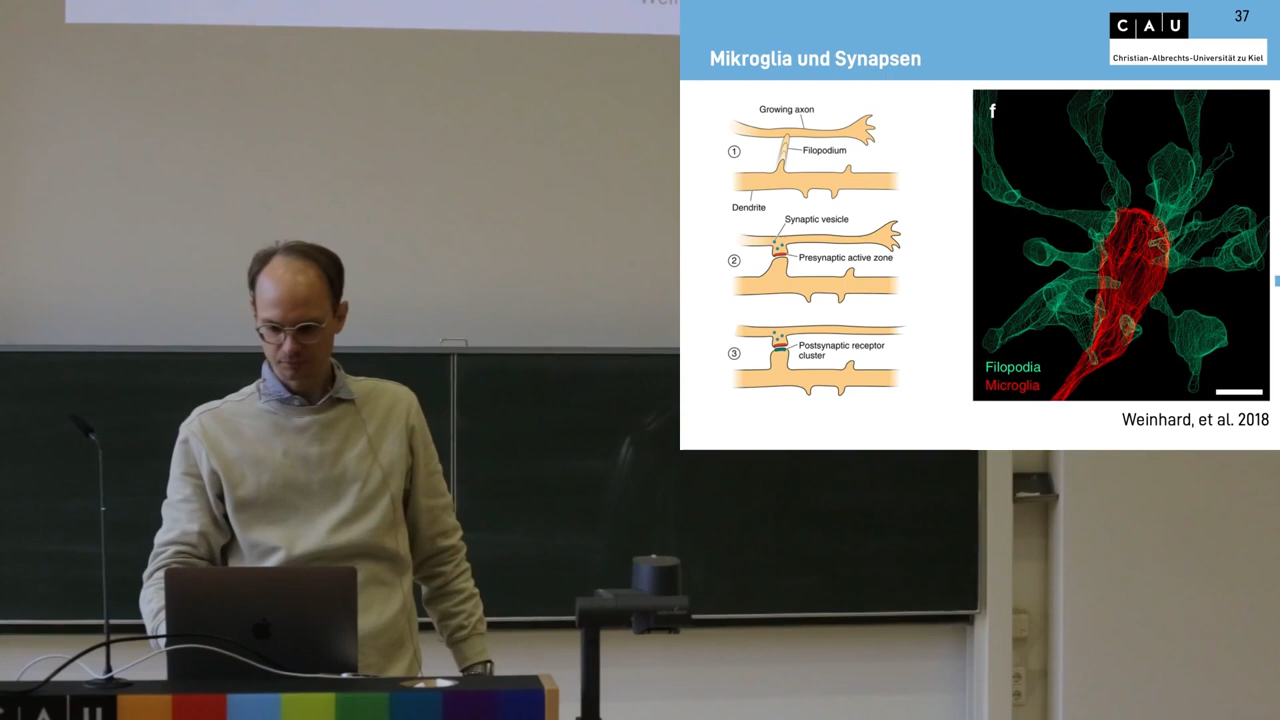 37
C A U
Christian-Albrechts-Universität zu Kiel
Mikroglia und Synapsen
Growing axon
1
Filopodium
Dendrite
Synaptic vesicle
2
Presynaptic active zone
3
Postsynaptic receptor
cluster
f
Filopodia
Microglia
Weinhard, et al. 2018
C A U